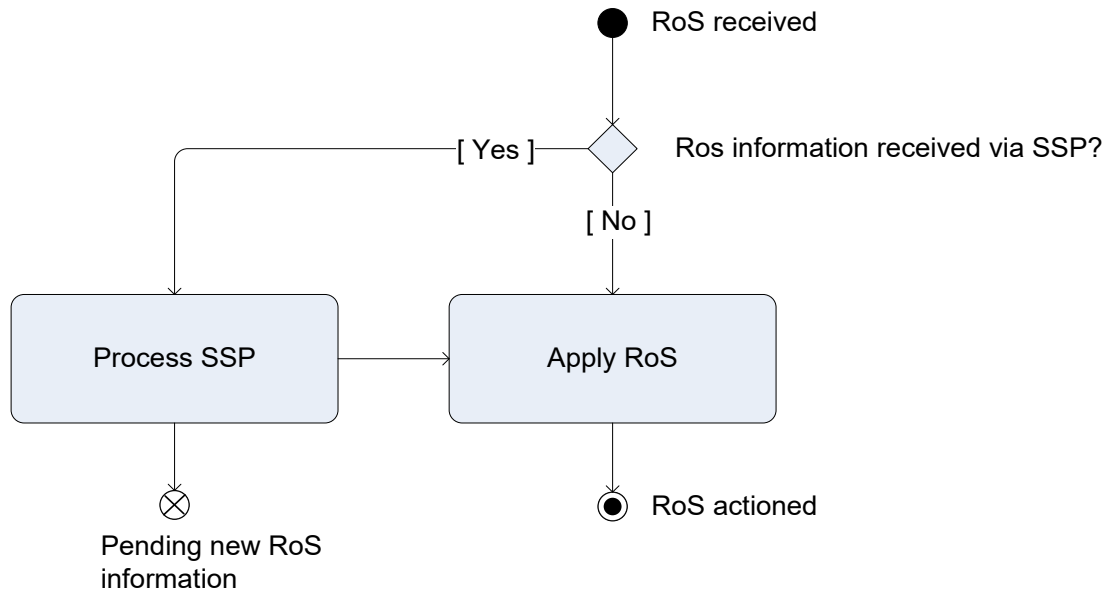 RoS received
[ Yes ]
Ros information received via SSP?
[ No ]
Process SSP
Apply RoS
RoS actioned
Pending new RoS
information